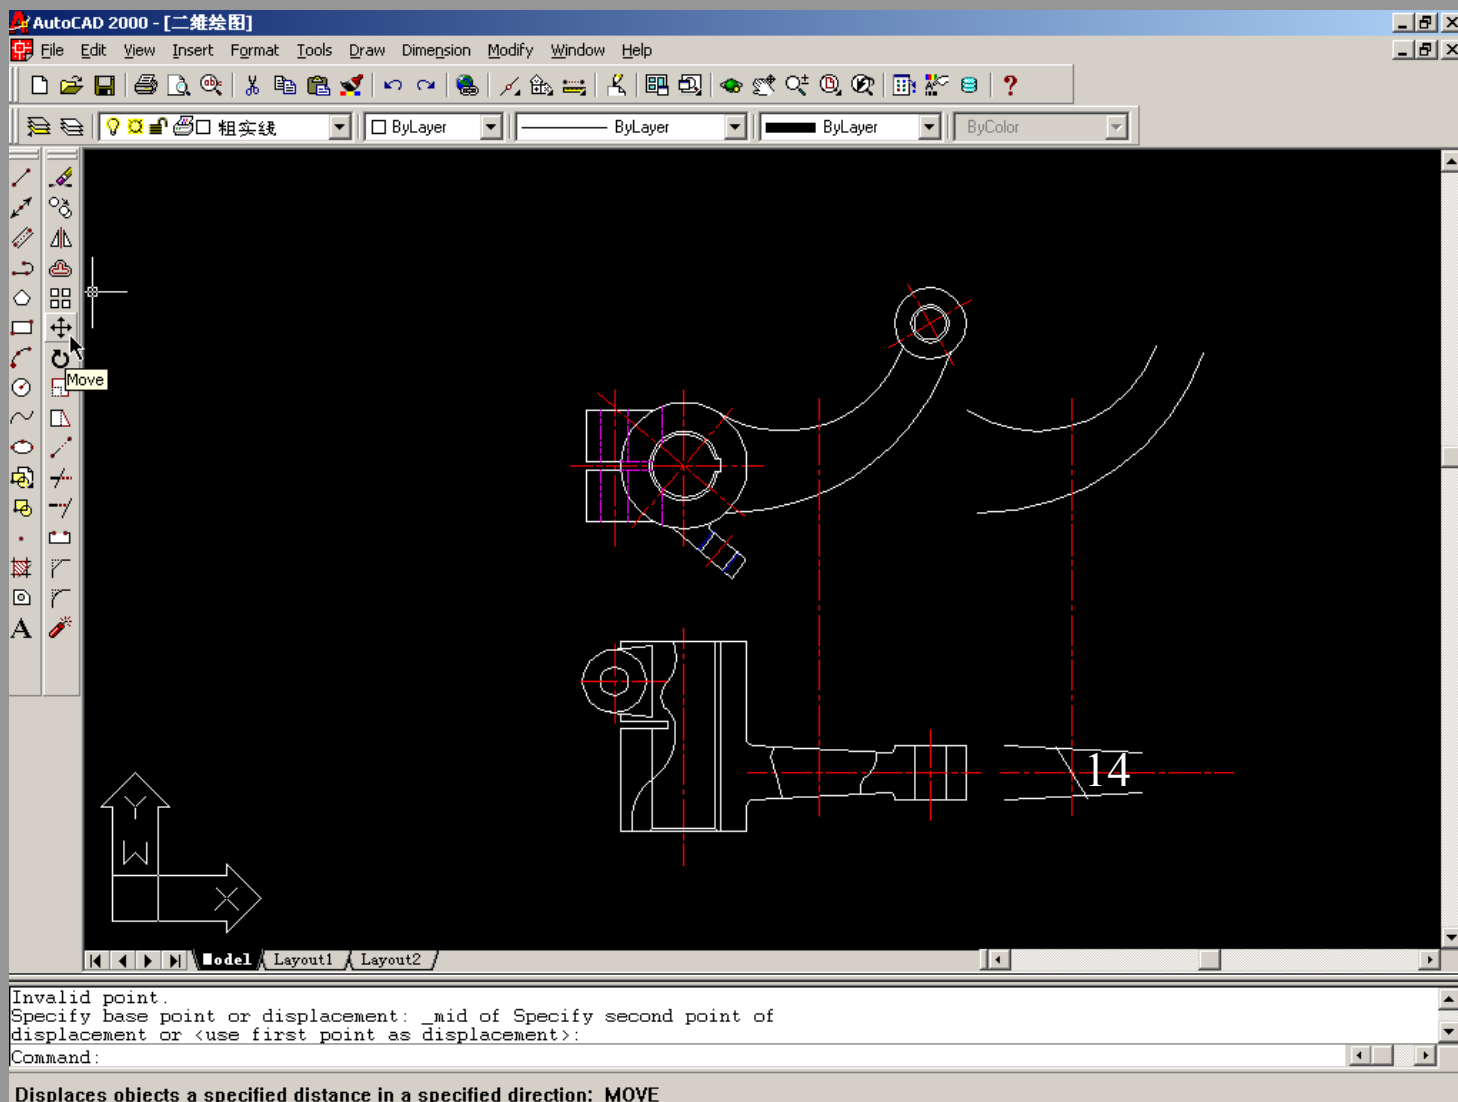 AutoCAD 2000 - [二维绘图]
File Edit View Insert Format Tools Draw Dimension Modify Window Help
粗实线 ByLayer ByLayer ByLayer ByColor
A
Move
14
Y
W
X
Model Layout1 Layout2
Invalid point.
Specify base point or displacement: _mid of Specify second point of
displacement or <use first point as displacement>:
Command:
Displaces objects a specified distance in a specified direction: MOVE